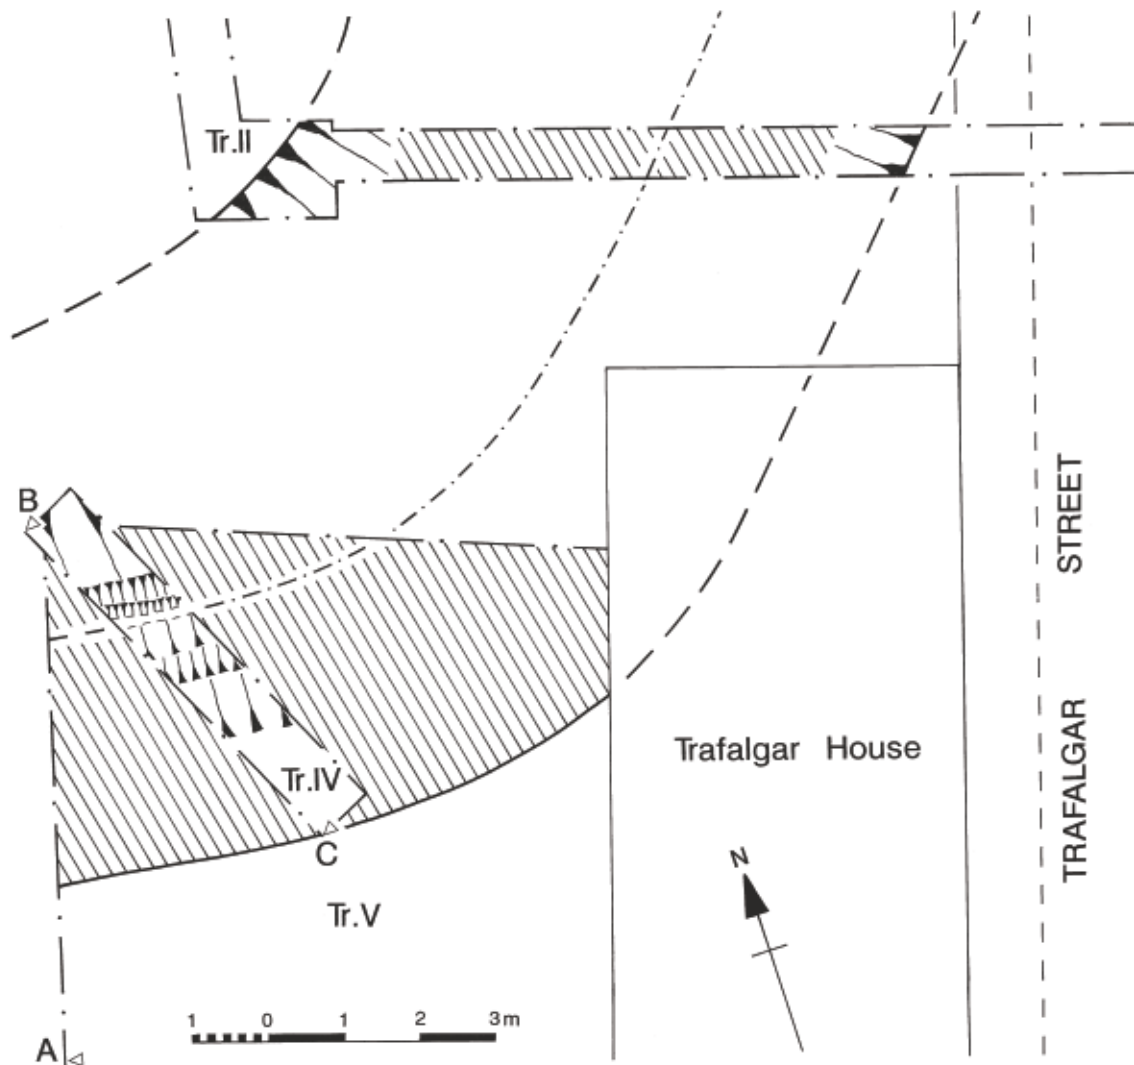 Tr.II
B
STREET
TRAFALGAR
Trafalgar House
Tr.IV
C
N
Tr.V
1 0 1 2 3m
A